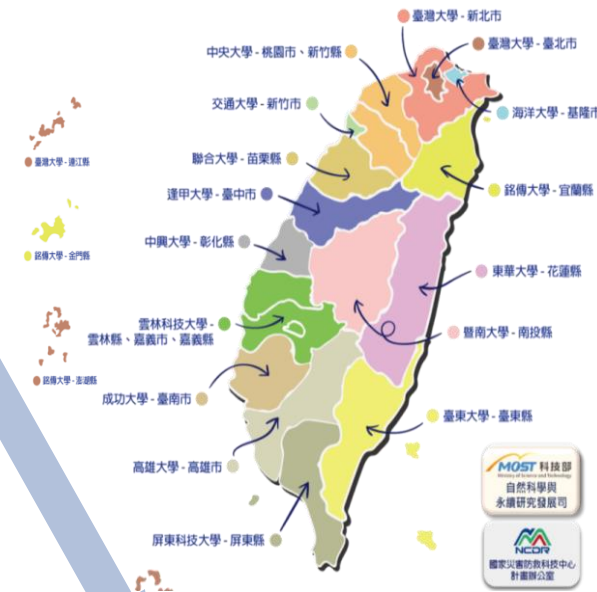 臺灣大學 - 新北市
中央大學 - 桃園市、新竹縣
臺灣大學 - 臺北市
交通大學 - 新竹市
海洋大學 - 基隆市
臺灣大學 - 連江縣
聯合大學 - 苗栗縣
逢甲大學 - 臺中市
銘傳大學 - 宜蘭縣
中興大學 - 彰化縣
銘傳大學 - 金門縣
東華大學 - 花蓮縣
雲林科技大學 -
雲林縣、嘉義市、嘉義縣
暨南大學 - 南投縣
銘傳大學 - 澎湖縣
成功大學 - 臺南市
臺東大學 - 臺東縣
高雄大學 - 高雄市
屏東科技大學 - 屏東縣
MOST 科技部
Ministry of Science and Technology
自然科學與
永續研究發展司
NCDR
國家災害防救科技中心
計畫辦公室